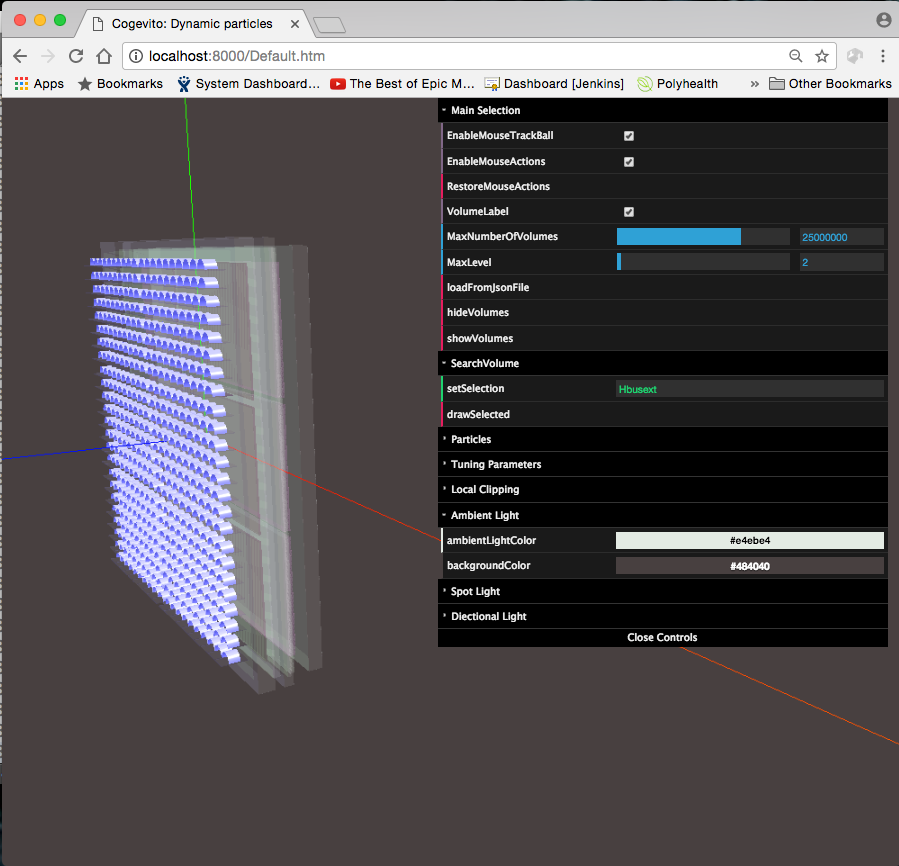 Cogevito: Dynamic particles
localhost:8000/Default.htm
Apps Bookmarks System Dashboard... The Best of Epic M... Dashboard [Jenkins] Polyhealth » Other Bookmarks
Main Selection
EnableMouseTrackBall
EnableMouseActions
RestoreMouseActions
VolumeLabel
MaxNumberOfVolumes 25000000
MaxLevel 2
loadFromJsonFile
hideVolumes
showVolumes
SearchVolume
setSelection Hbusext
drawSelected
Particles
Tuning Parameters
Local Clipping
Ambient Light
ambientLightColor #e4ebe4
backgroundColor #484040
Spot Light
Diectional Light
Close Controls